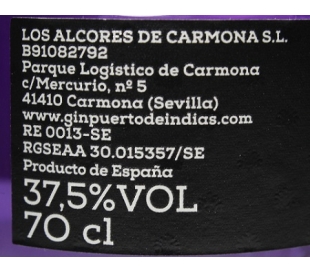 LOS ALCORES DE CARMONA S.L.
B91082792
Parque Logístico de Carmona
c/Mercurio, nº 5
41410 Carmona (Sevilla)
www.ginpuertodeindias.com
RE 0013-SE
RGSEAA 30.015357/SE
Producto de España
37,5%VOL
70 cl